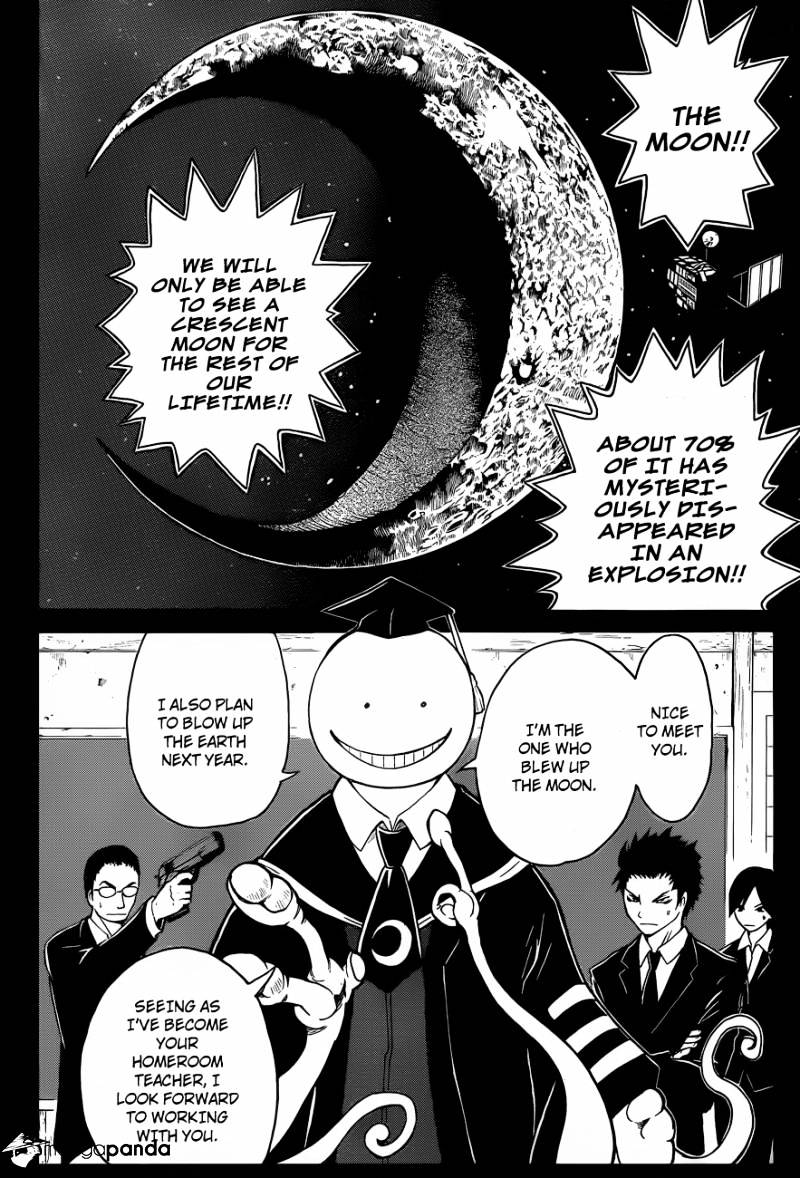 THE
MOON!!
ABOUT 70%
OF IT HAS
MYSTERI-
OUSLY DIS-
APPEARED
IN AN
EXPLOSION!!
WE WILL
ONLY BE ABLE
TO SEE A
CRESCENT
MOON FOR
THE REST OF
OUR
LIFETIME!!
NICE
TO MEET
YOU.
I'M THE
ONE WHO
BLEW UP
THE MOON.
I ALSO PLAN
TO BLOW UP
THE EARTH
NEXT YEAR.
SEEING AS
I'VE BECOME
YOUR
HOMEROOM
TEACHER, I
LOOK FORWARD
TO WORKING
WITH YOU.
mangapanda